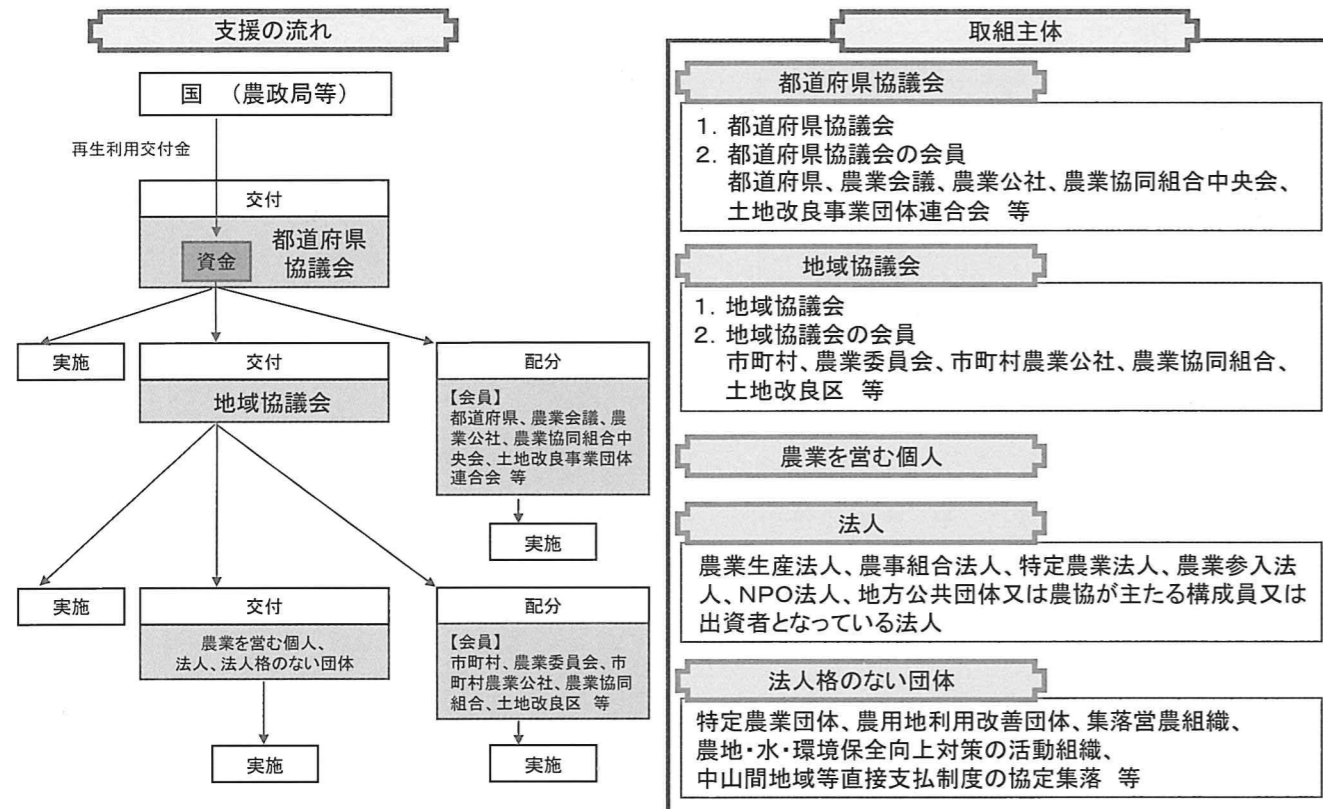 支援の流れ
国 (農政局等)
再生利用交付金
交付
資金
都道府県
協議会
実施
交付
地域協議会
配分
【会員】
都道府県、農業会議、農
業公社、農業協同組合中
央会、土地改良事業団体
連合会 等
実施
実施
交付
農業を営む個人、
法人、法人格のない団体
実施
配分
【会員】
市町村、農業委員会、市
町村農業公社、農業協同
組合、土地改良区 等
実施
取組主体
都道府県協議会
1. 都道府県協議会
2. 都道府県協議会の会員
都道府県、農業会議、農業公社、農業協同組合中央会、
土地改良事業団体連合会 等
地域協議会
1. 地域協議会
2. 地域協議会の会員
市町村、農業委員会、市町村農業公社、農業協同組合、
土地改良区 等
農業を営む個人
法人
農業生産法人、農事組合法人、特定農業法人、農業参入法
人、NPO法人、地方公共団体又は農協が主たる構成員又は
出資者となっている法人
法人格のない団体
特定農業団体、農用地利用改善団体、集落営農組織、
農地・水・環境保全向上対策の活動組織、
中山間地域等直接支払制度の協定集落 等